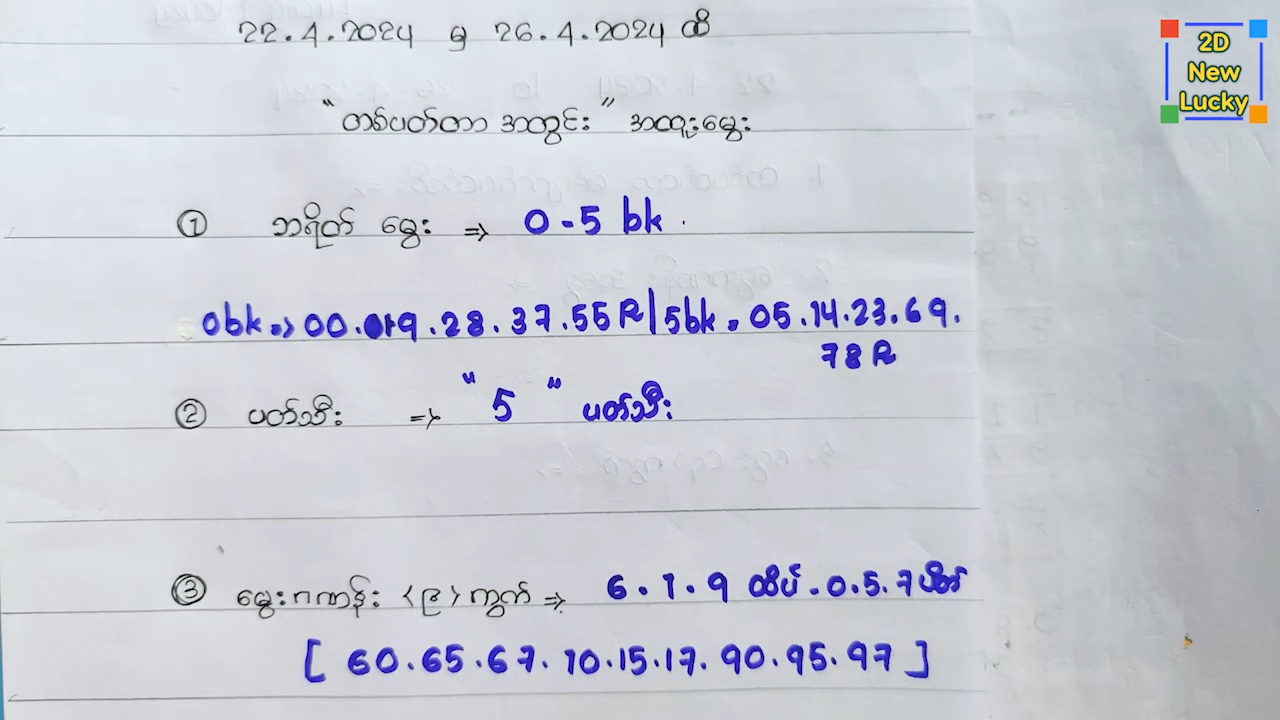 22.4.2024 မှ 26.4.2024 ထိ
2D
New
Lucky
"တစ်ပတ်တာ အတွင်း" အထူးမွေး
① ဘရိတ် မွေး ⇒ 0-5 bk.
0bk⇒00.019.28.37.55R|5bk=05.14.23.69.
78R
② ပတ်သီး ⇒ "5" ပတ်သီး
③ မွေးဂဏန်း <၉> ကွက် ⇒ 6.1.9 ထိပ်.0.5.7ပိတ်
[60.65.67.10.15.17.90.95.97]